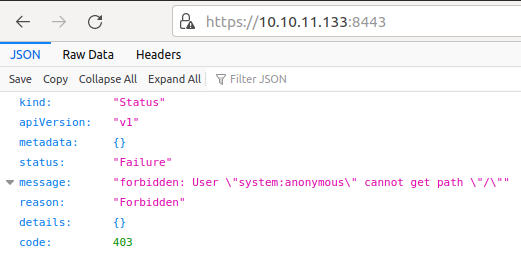 https://10.10.11.133:8443
JSON Raw Data Headers
Save Copy Collapse All Expand All Filter JSON
kind: "Status"
apiVersion: "v1"
metadata: {}
status: "Failure"
message: "forbidden: User \"system:anonymous\" cannot get path \"/\""
reason: "Forbidden"
details: {}
code: 403